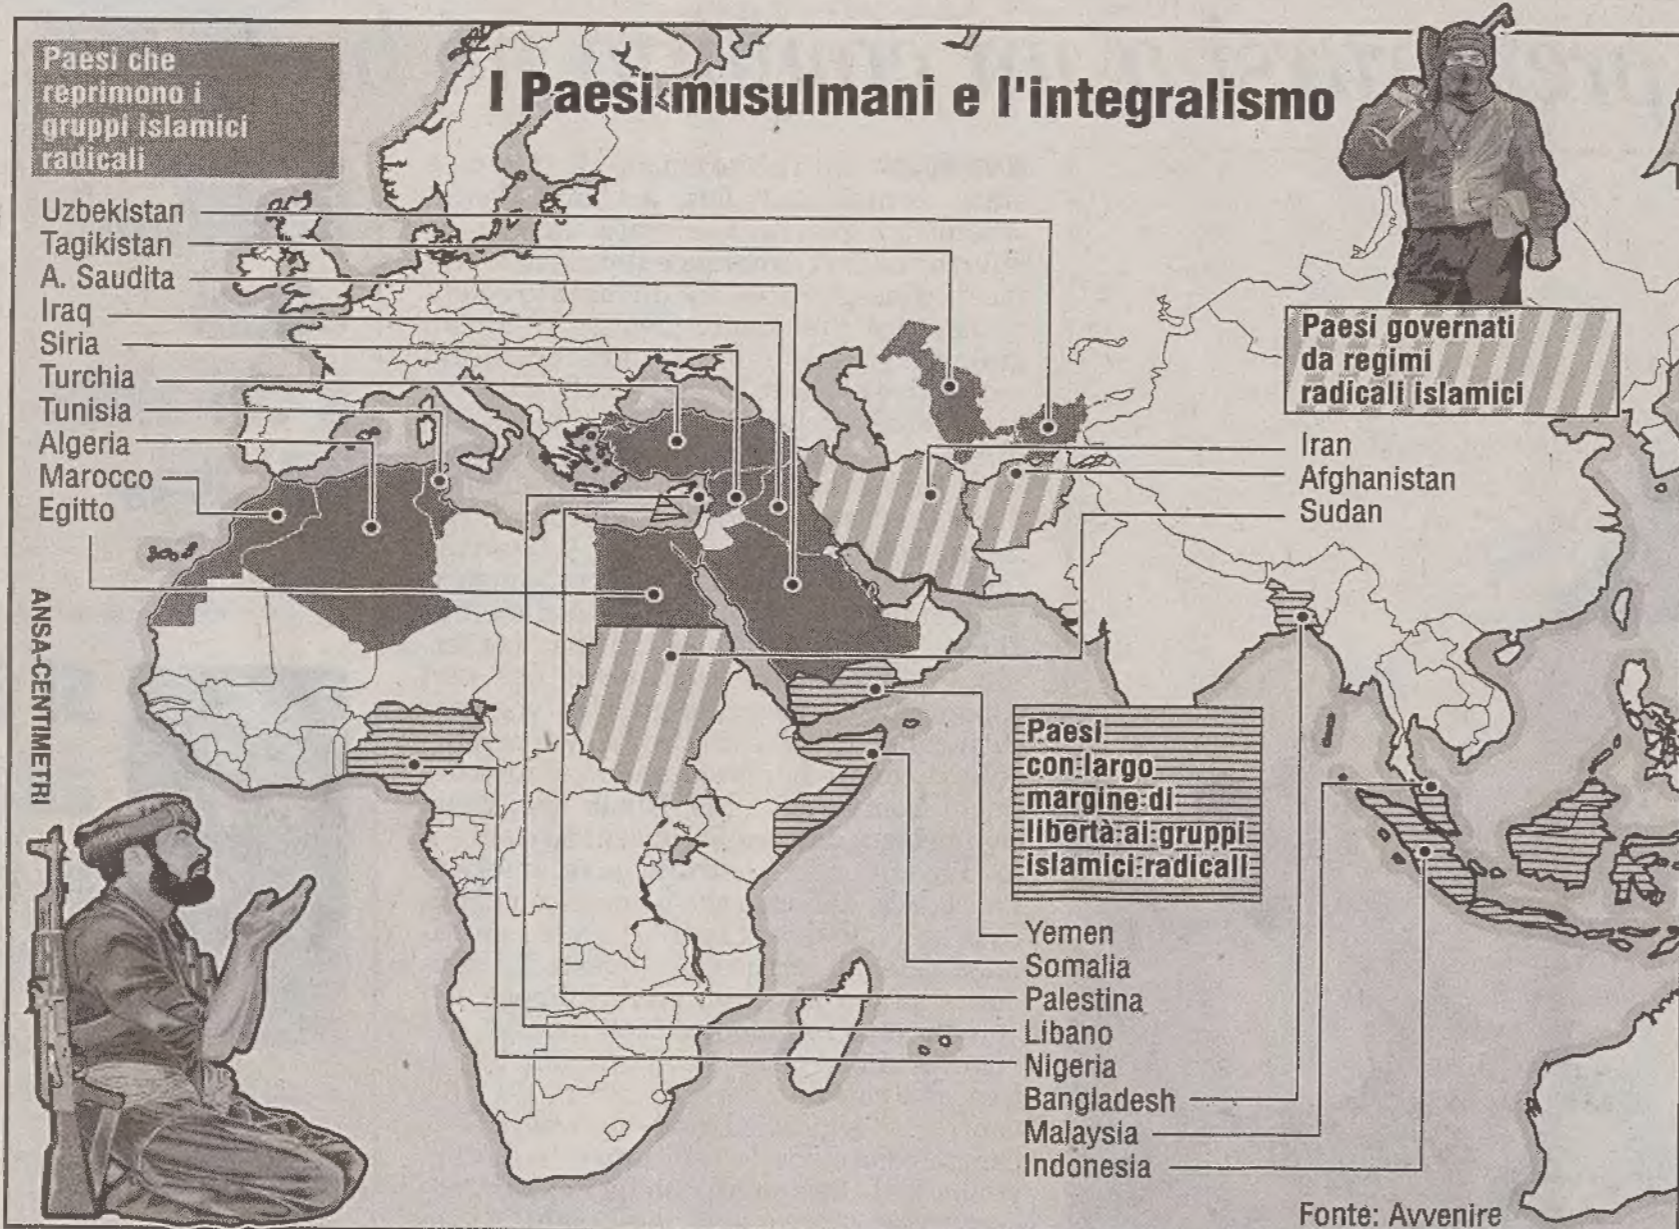 I Paesi musulmani e l'integralismo
Paesi che
reprimono i
gruppi islamici
radicali
Uzbekistan
Tagikistan
A. Saudita
Iraq
Siria
Turchia
Tunisia
Algeria
Marocco
Egitto
Paesi governati
da regimi
radicali islamici
Iran
Afghanistan
Sudan
Paesi
con largo
margine di
libertà ai gruppi
islamici radicali
Yemen
Somalia
Palestina
Libano
Nigeria
Bangladesh
Malaysia
Indonesia
ANSA-CENTIMETRI
Fonte: Avvenire